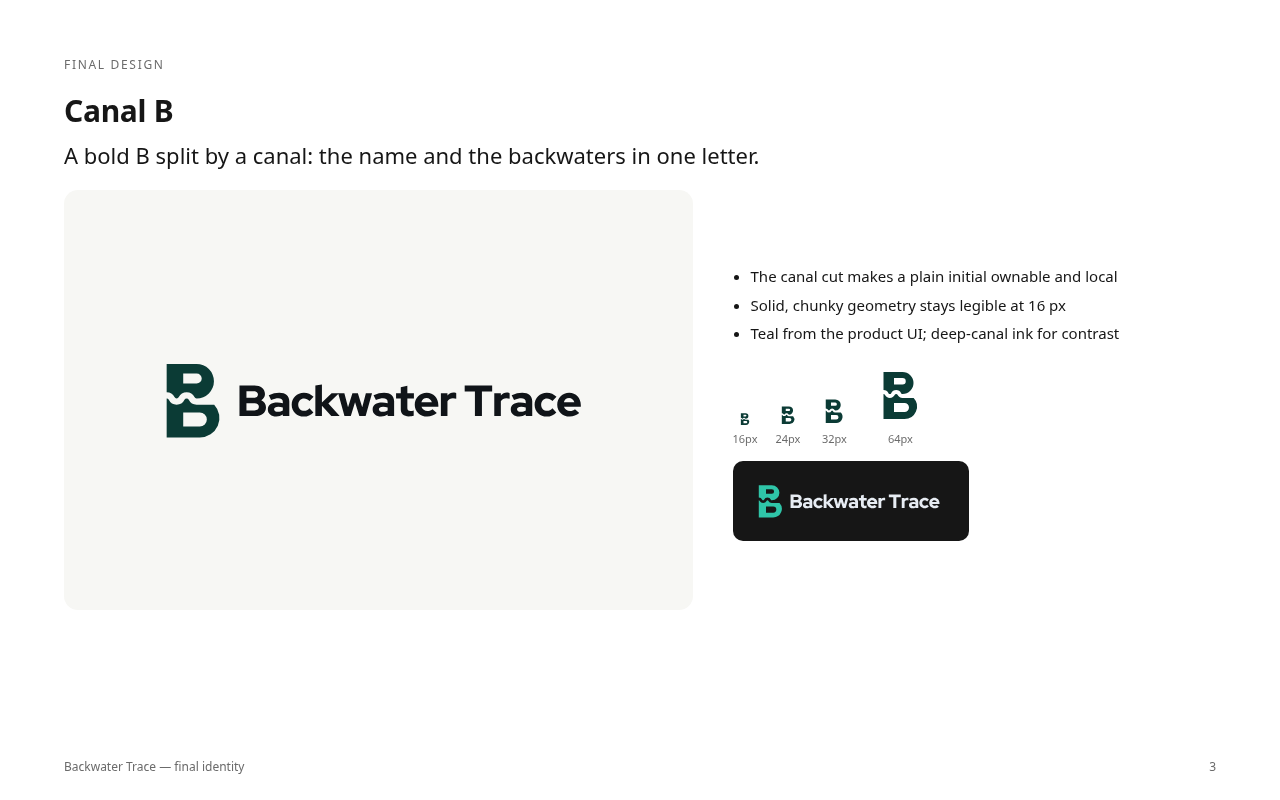 FINAL DESIGN
Canal B
A bold B split by a canal: the name and the backwaters in one letter.
Backwater Trace
• The canal cut makes a plain initial ownable and local
• Solid, chunky geometry stays legible at 16 px
• Teal from the product UI; deep-canal ink for contrast
16px 24px 32px 64px
Backwater Trace
Backwater Trace — final identity
3